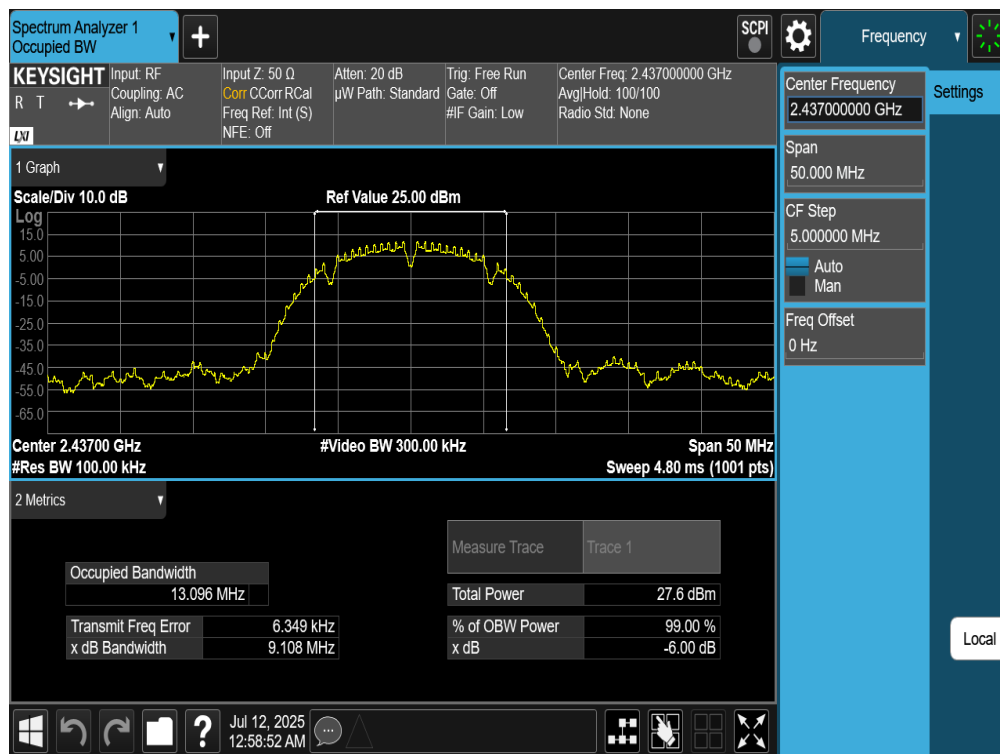 Spectrum Analyzer 1
Occupied BW
+
SCPI
Frequency
KEYSIGHT
R T
LXI
Input: RF
Coupling: AC
Align: Auto
Input Z: 50 Ω
Corr CCorr RCal
Freq Ref: Int (S)
NFE: Off
Atten: 20 dB
µW Path: Standard
Trig: Free Run
Gate: Off
#IF Gain: Low
Center Freq: 2.437000000 GHz
Avg|Hold: 100/100
Radio Std: None
Center Frequency
2.437000000 GHz
Settings
Span
50.000 MHz
CF Step
5.000000 MHz
Auto
Man
Freq Offset
0 Hz
Local
1 Graph
Scale/Div 10.0 dB
Ref Value 25.00 dBm
Log
15.0
5.00
-5.00
-15.0
-25.0
-35.0
-45.0
-55.0
-65.0
Center 2.43700 GHz
#Video BW 300.00 kHz
Span 50 MHz
#Res BW 100.00 kHz
Sweep 4.80 ms (1001 pts)
2 Metrics
Measure Trace Trace 1
Occupied Bandwidth
13.096 MHz
Total Power 27.6 dBm
Transmit Freq Error 6.349 kHz
% of OBW Power 99.00 %
x dB Bandwidth 9.108 MHz
x dB -6.00 dB
?
Jul 12, 2025
12:58:52 AM